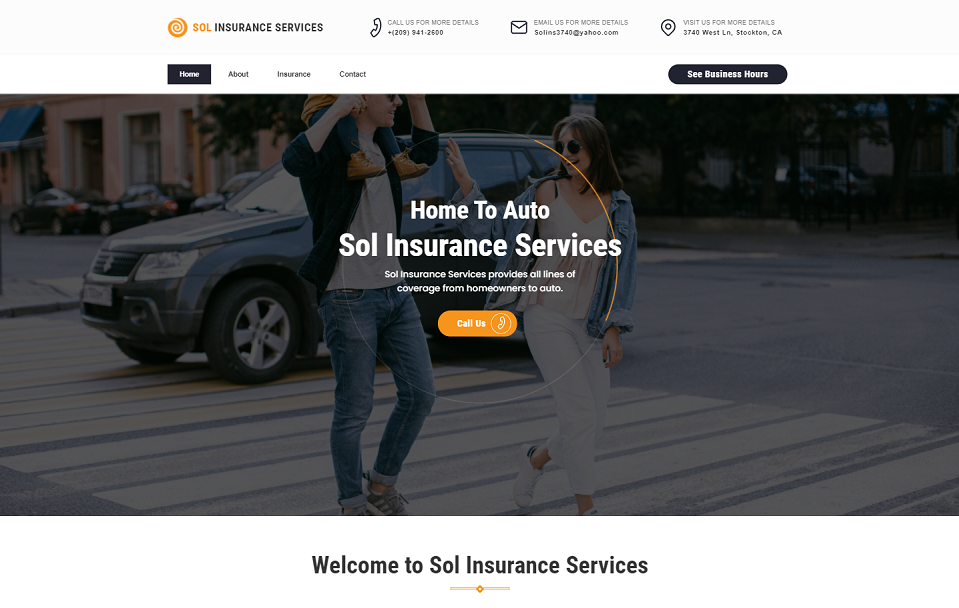 SOL INSURANCE SERVICES
CALL US FOR MORE DETAILS
+(209) 941-2600
EMAIL US FOR MORE DETAILS
Solins3740@yahoo.com
VISIT US FOR MORE DETAILS
3740 West Ln, Stockton, CA
Home About Insurance Contact
See Business Hours
Home To Auto
Sol Insurance Services
Sol Insurance Services provides all lines of
coverage from homeowners to auto.
Call Us
Welcome to Sol Insurance Services